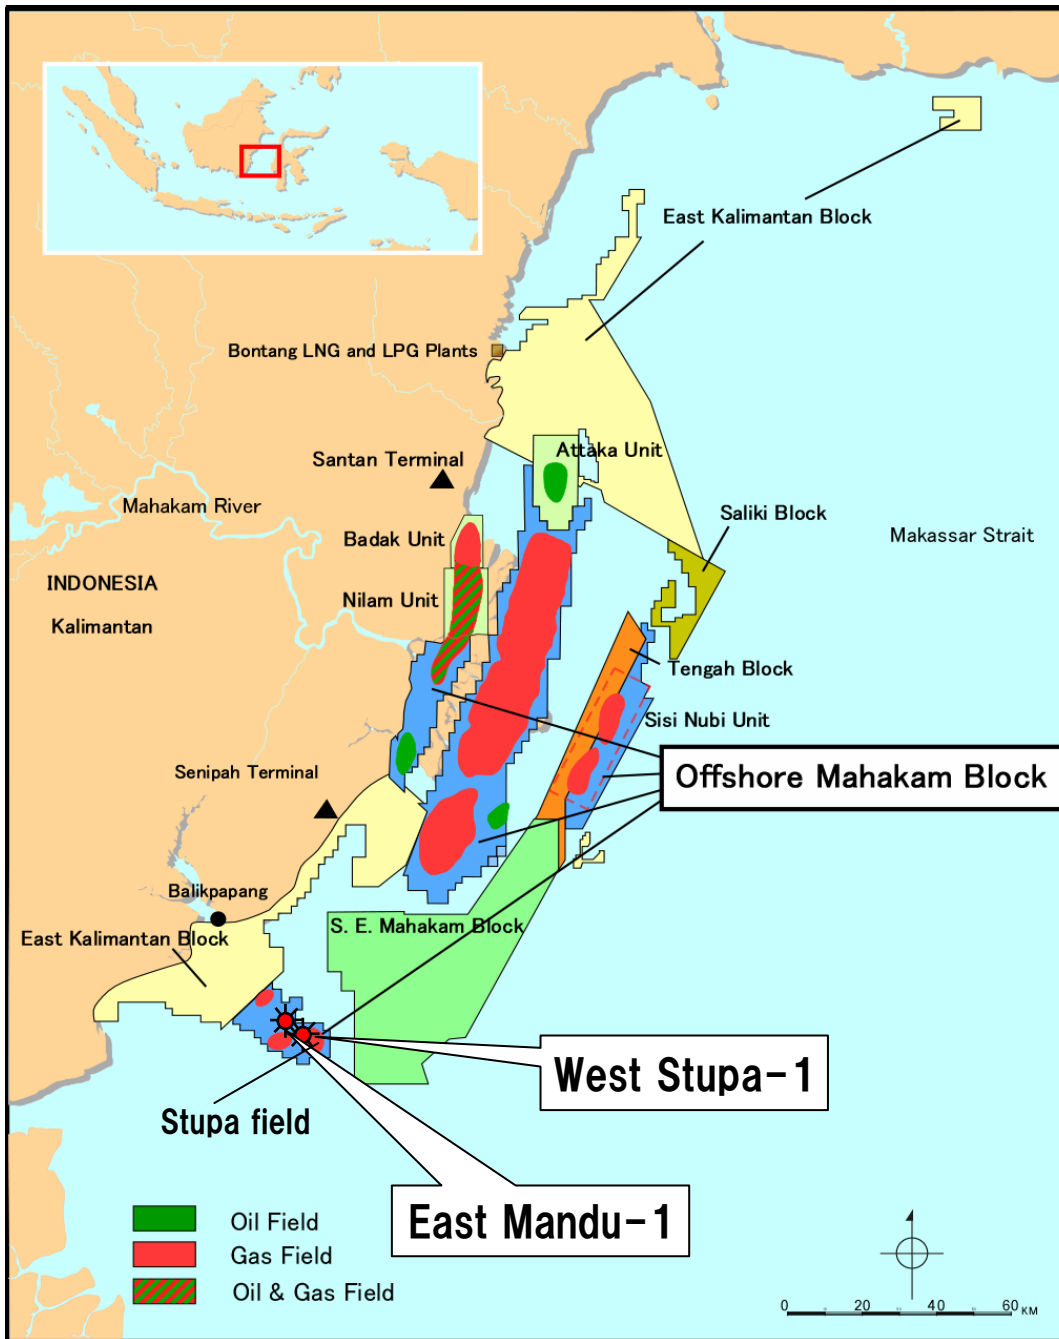 East Kalimantan Block
Bontang LNG and LPG Plants
Attaka Unit
Santan Terminal
Mahakam River
Saliki Block
Makassar Strait
Badak Unit
INDONESIA
Nilam Unit
Kalimantan
Tengah Block
Sisi Nubi Unit
Senipah Terminal
Offshore Mahakam Block
Balikpapang
S. E. Mahakam Block
East Kalimantan Block
West Stupa-1
Stupa field
East Mandu-1
Oil Field
Gas Field
Oil & Gas Field
0 20 40 60 KM